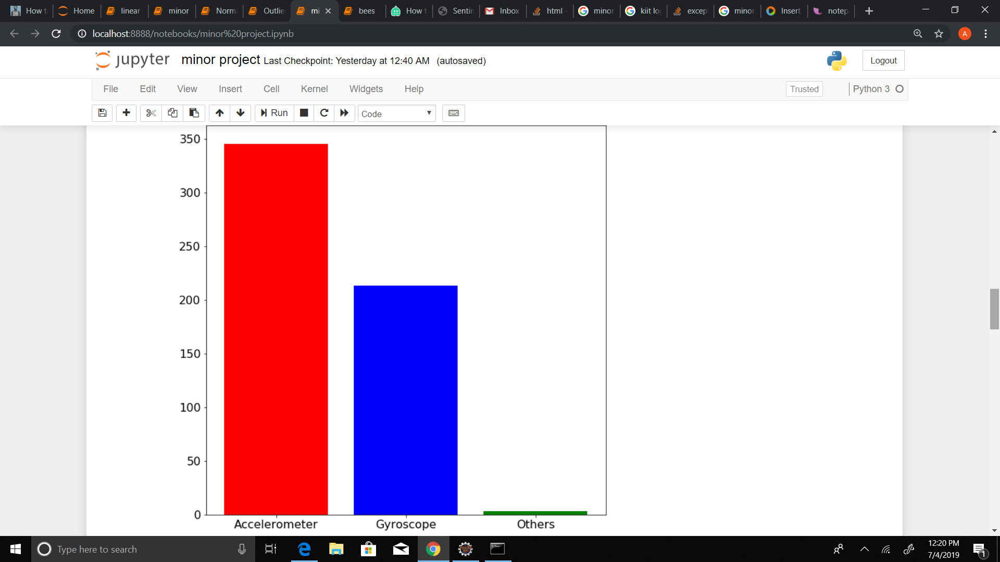 How t
Home
linear
minor
Norm
Outlie
mi
bees
How t
Sentin
Inbox
html -
minor
kiit lo
excep
minor
Insert
notep
localhost:8888/notebooks/minor%20project.ipynb
A
jupyter minor project Last Checkpoint: Yesterday at 12:40 AM (autosaved)
Logout
File Edit View Insert Cell Kernel Widgets Help
Trusted
Python 3
Run
Code
350
300
250
200
150
100
50
0
Accelerometer Gyroscope Others
Type here to search
12:20 PM
7/4/2019
1